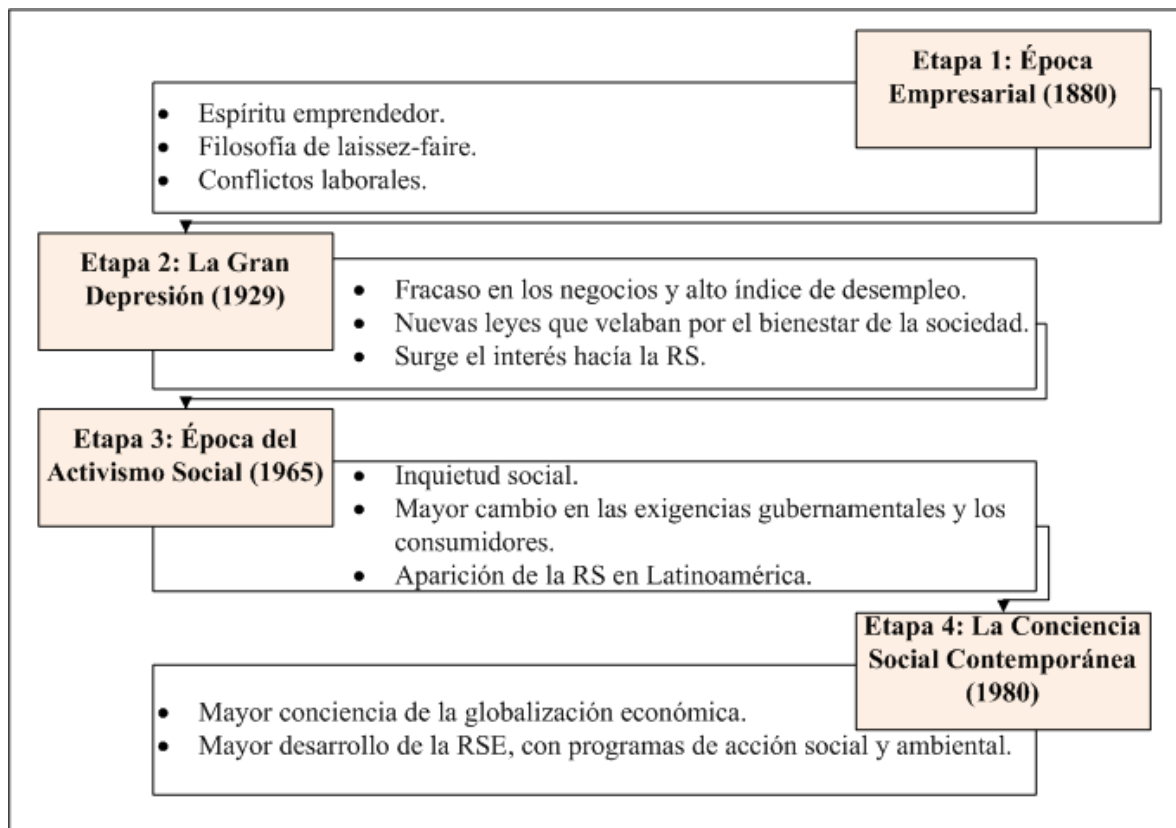 Etapa 1: Época
Empresarial (1880)
• Espíritu emprendedor.
• Filosofía de laissez-faire.
• Conflictos laborales.
Etapa 2: La Gran
Depresión (1929)
• Fracaso en los negocios y alto índice de desempleo.
• Nuevas leyes que velaban por el bienestar de la sociedad.
• Surge el interés hacía la RS.
Etapa 3: Época del
Activismo Social (1965)
• Inquietud social.
• Mayor cambio en las exigencias gubernamentales y los
consumidores.
• Aparición de la RS en Latinoamérica.
Etapa 4: La Conciencia
Social Contemporánea
(1980)
• Mayor conciencia de la globalización económica.
• Mayor desarrollo de la RSE, con programas de acción social y ambiental.